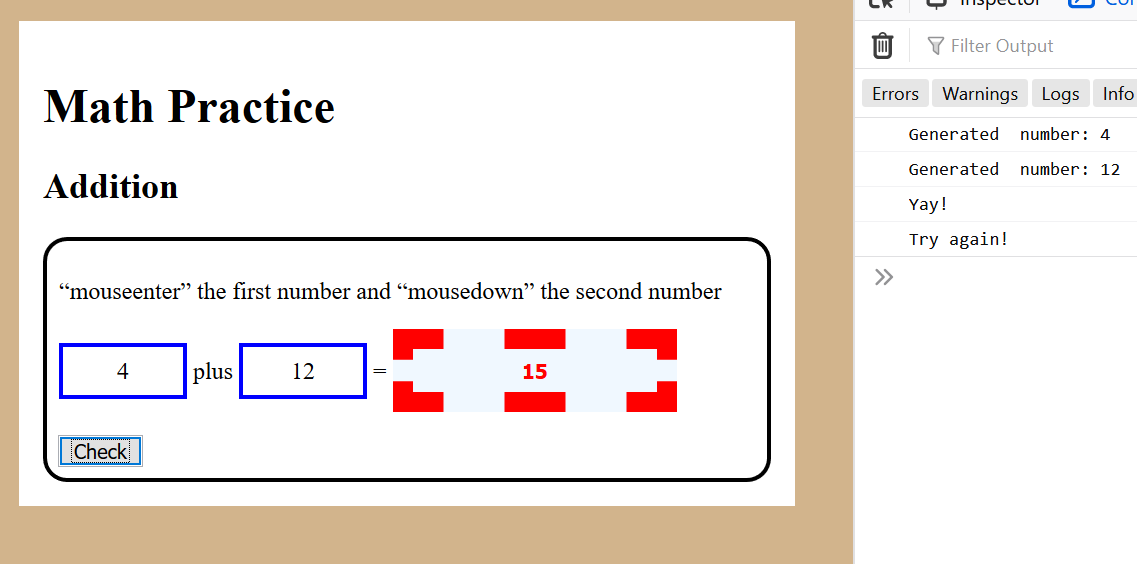 Math Practice
Addition
“mouseenter” the first number and “mousedown” the second number
4 plus 12 = 15
Check
Inspector
Filter Output
Errors Warnings Logs Info
Generated  number: 4
Generated  number: 12
Yay!
Try again!